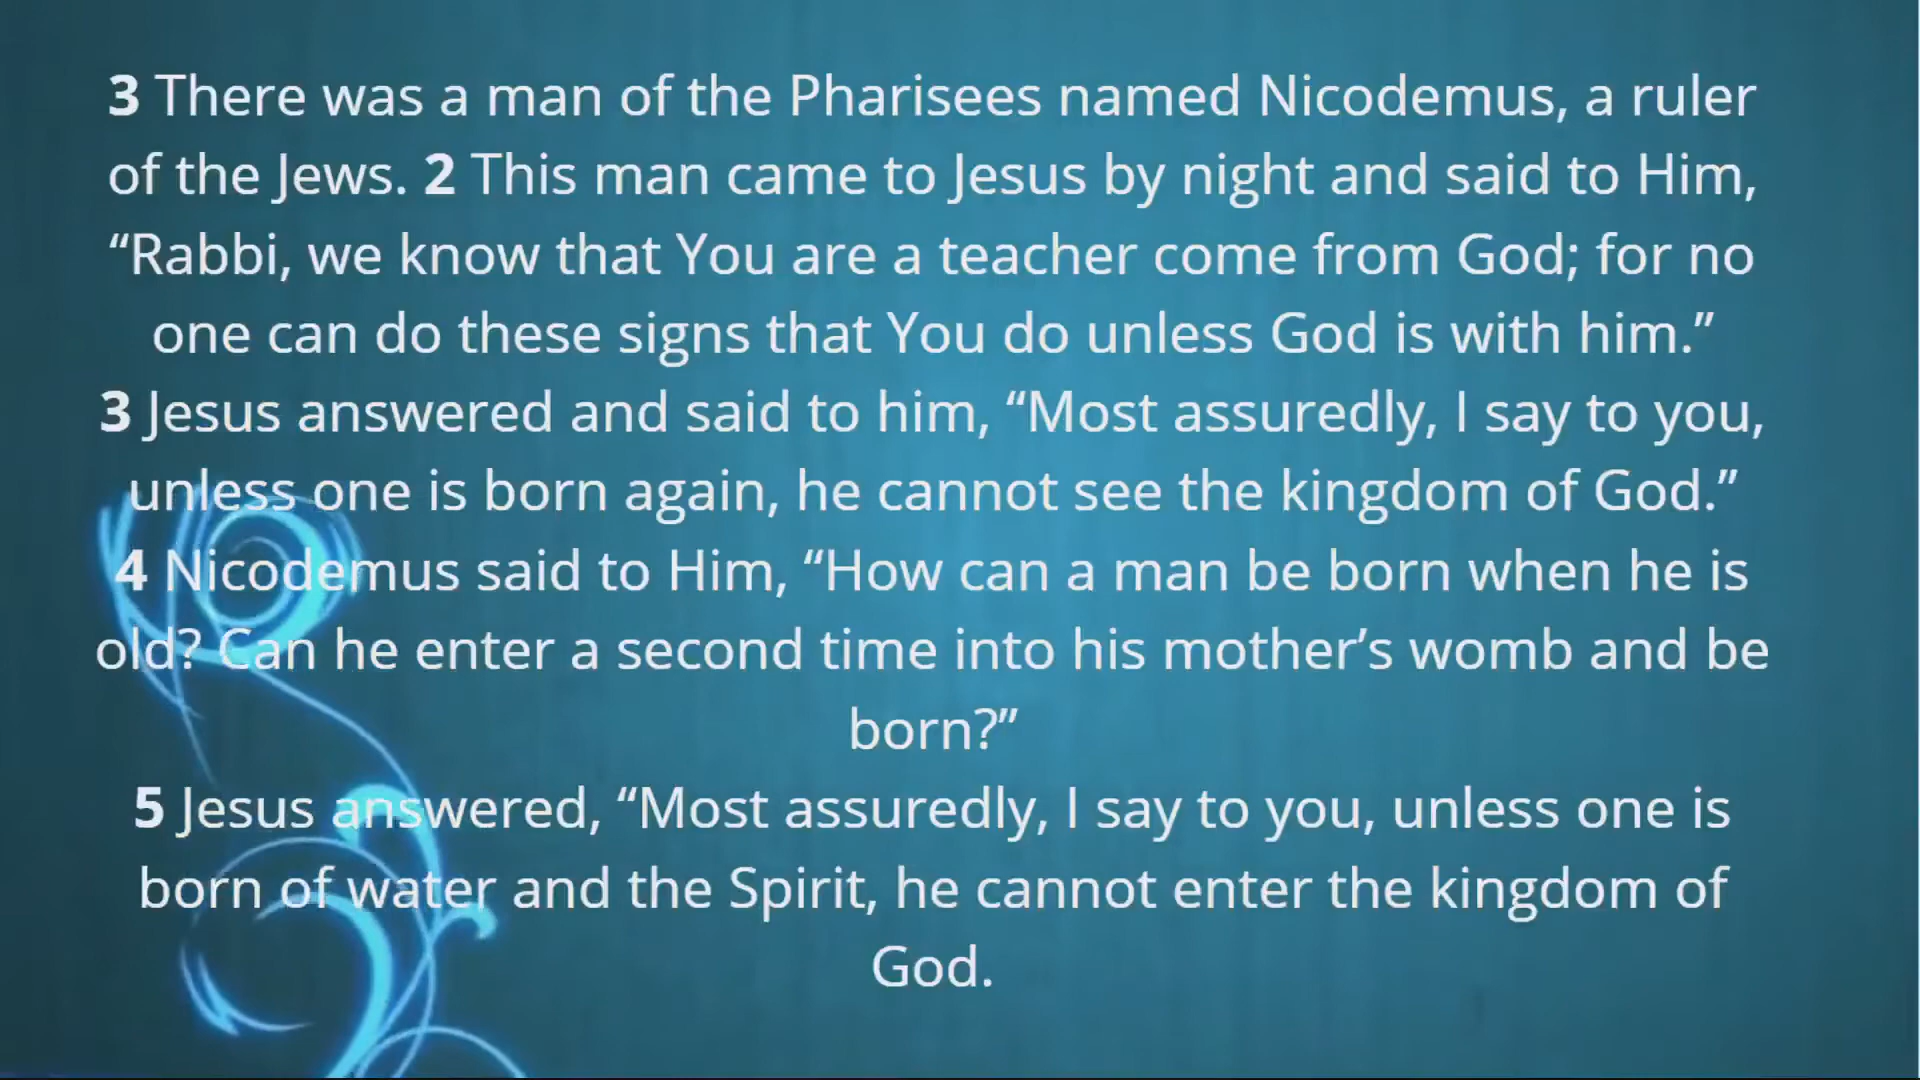 3 There was a man of the Pharisees named Nicodemus, a ruler
of the Jews. 2 This man came to Jesus by night and said to Him,
“Rabbi, we know that You are a teacher come from God; for no
one can do these signs that You do unless God is with him.”
3 Jesus answered and said to him, “Most assuredly, I say to you,
unless one is born again, he cannot see the kingdom of God.”
4 Nicodemus said to Him, “How can a man be born when he is
old? Can he enter a second time into his mother’s womb and be
born?”
5 Jesus answered, “Most assuredly, I say to you, unless one is
born of water and the Spirit, he cannot enter the kingdom of
God.